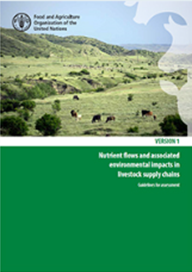 Food and Agriculture
Organization of the
United Nations
VERSION 1
Nutrient flows and associated
environmental impacts in
livestock supply chains
Guidelines for assessment